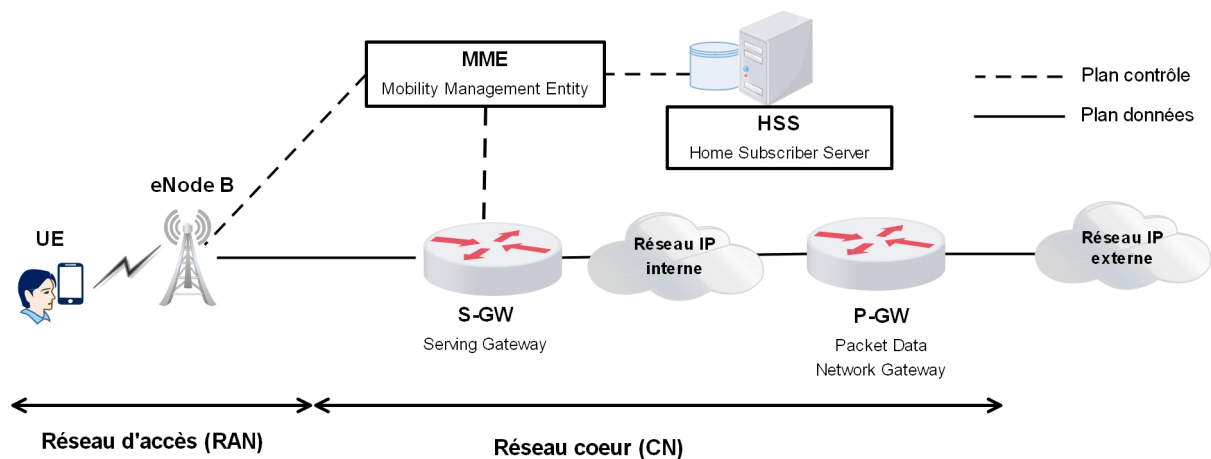 MME
Mobility Management Entity
HSS
Home Subscriber Server
Plan contrôle
Plan données
eNode B
UE
Réseau IP
interne
Réseau IP
externe
S-GW
Serving Gateway
P-GW
Packet Data
Network Gateway
Réseau d'accès (RAN)
Réseau coeur (CN)